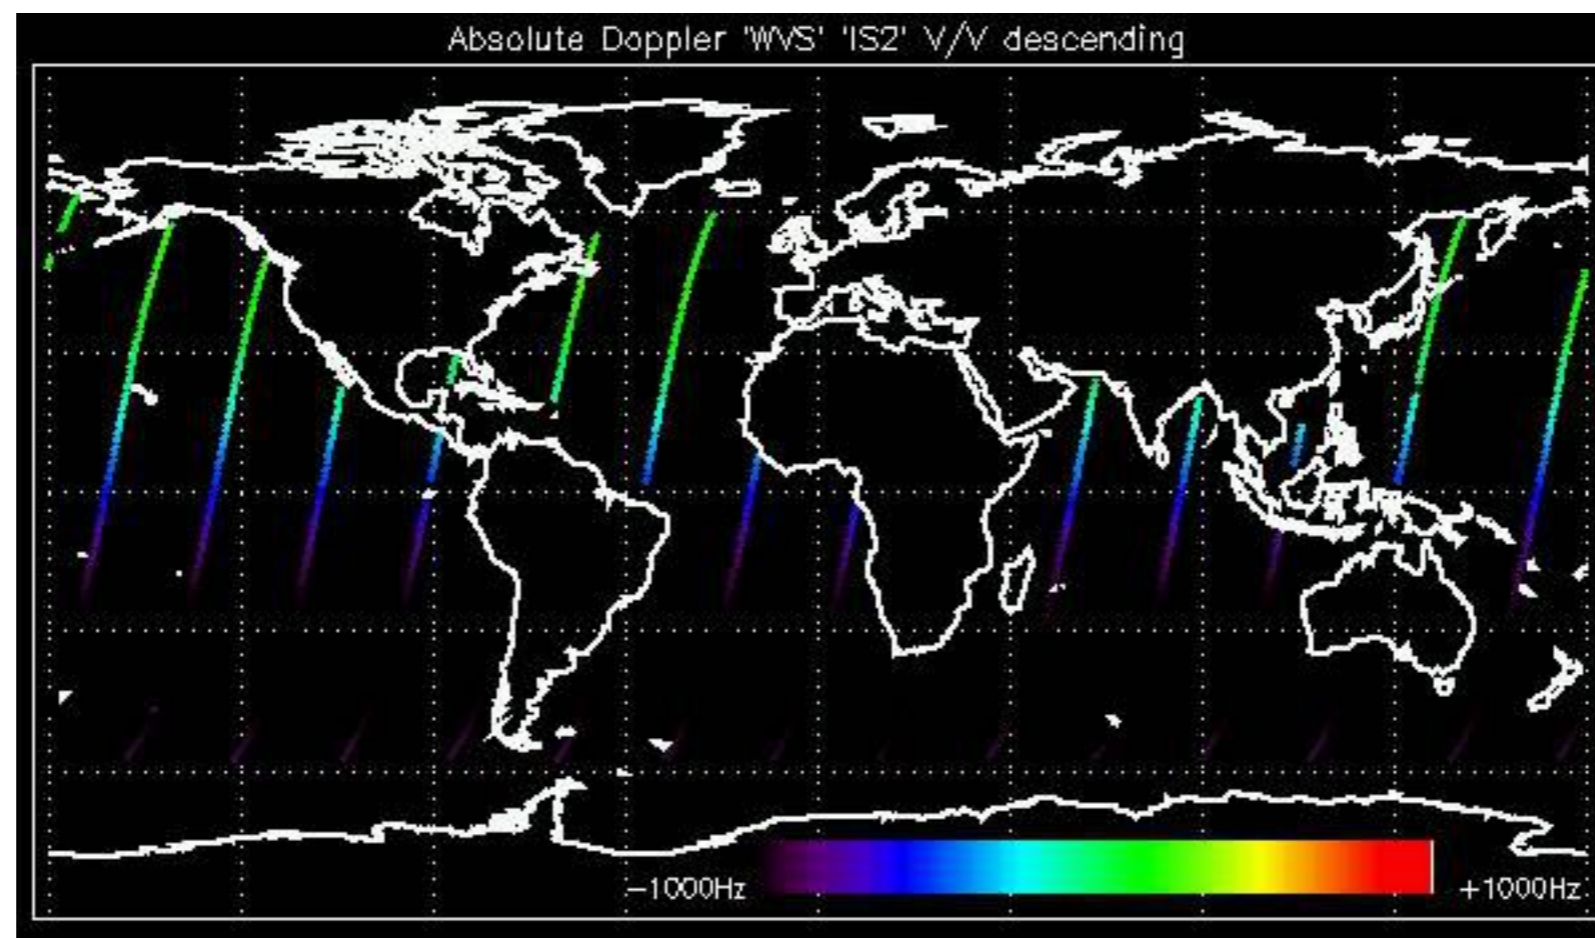 Absolute Doppler 'WVS' 'IS2' V/V descending
-1000Hz +1000Hz